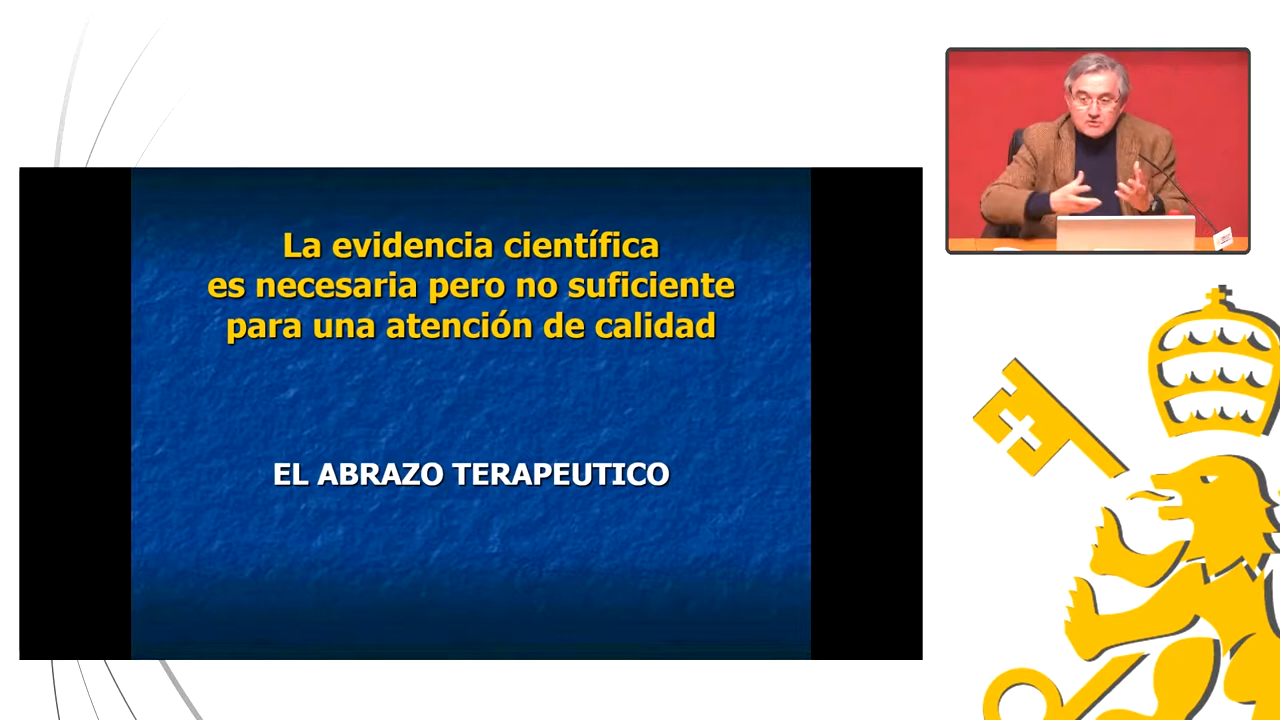 La evidencia científica
es necesaria pero no suficiente
para una atención de calidad
EL ABRAZO TERAPEUTICO